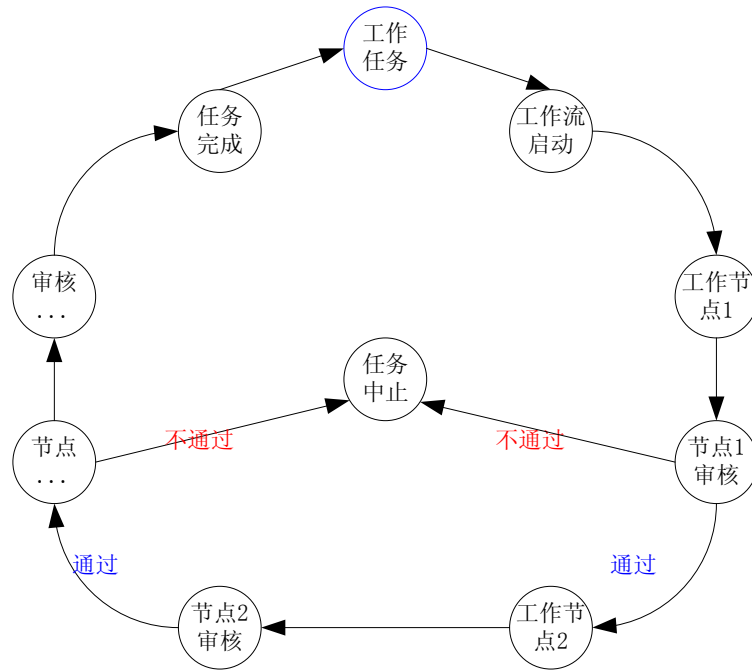 工作
任务
任务
完成
工作流
启动
审核
...
工作节
点1
任务
中止
不通过
不通过
节点
...
节点1
审核
通过
通过
节点2
审核
工作节
点2